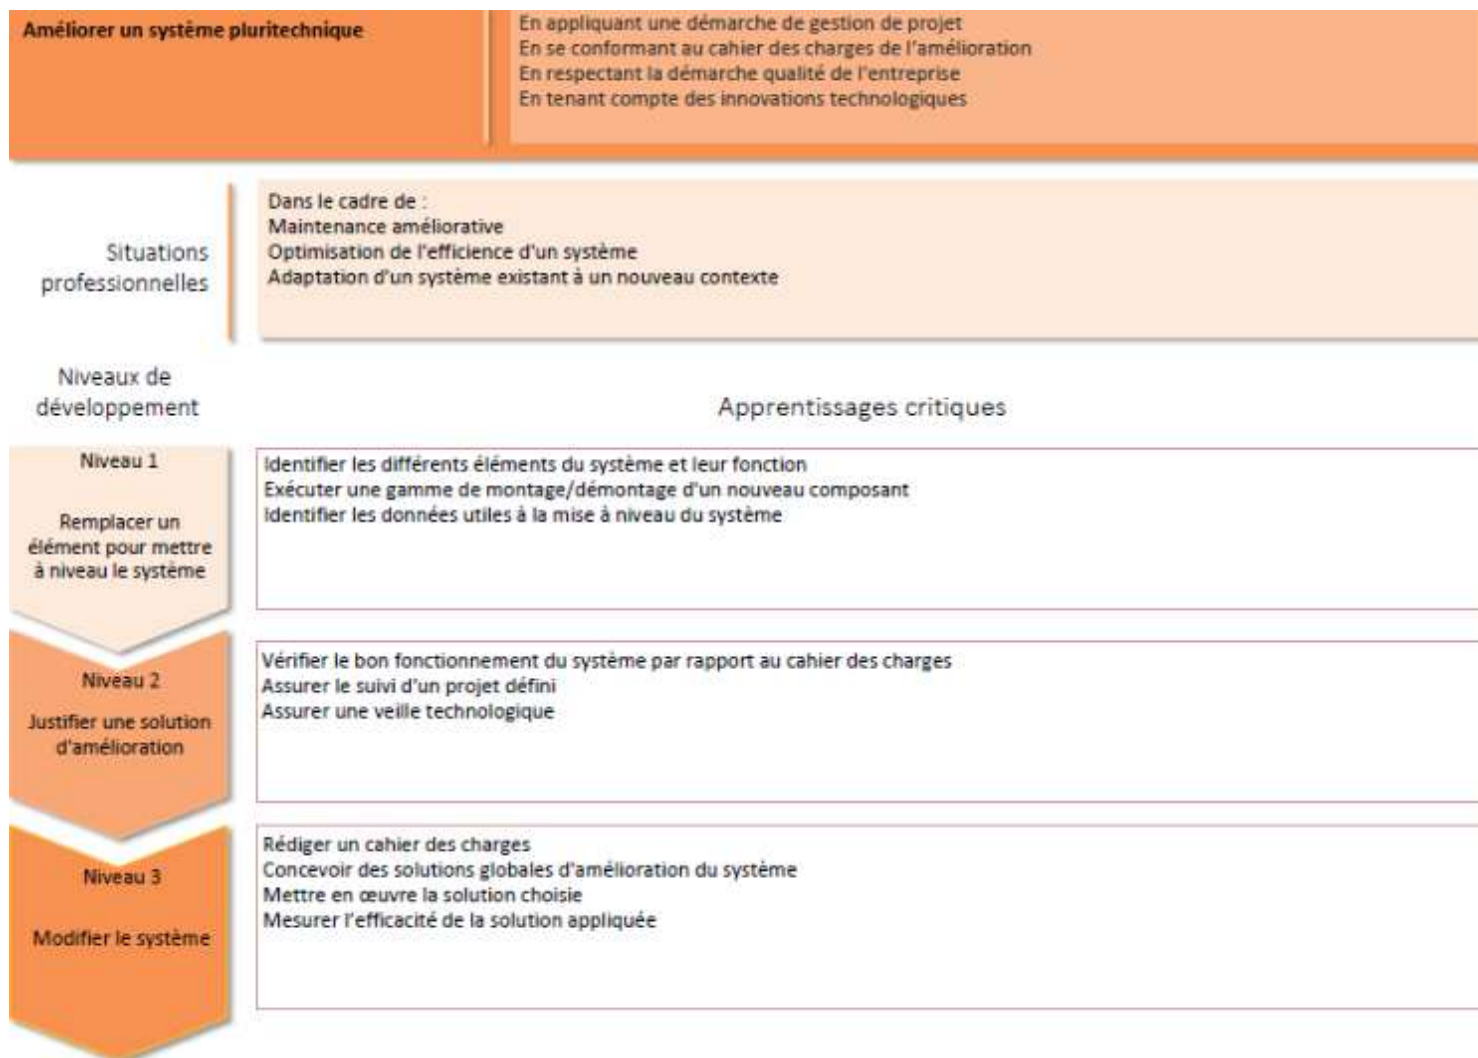 Améliorer un système pluritechnique
En appliquant une démarche de gestion de projet
En se conformant au cahier des charges de l'amélioration
En respectant la démarche qualité de l'entreprise
En tenant compte des innovations technologiques
Situations
professionnelles
Dans le cadre de :
Maintenance améliorative
Optimisation de l'efficience d'un système
Adaptation d'un système existant à un nouveau contexte
Niveaux de
développement
Apprentissages critiques
Niveau 1
Remplacer un
élément pour mettre
à niveau le système
Identifier les différents éléments du système et leur fonction
Exécuter une gamme de montage/démontage d'un nouveau composant
Identifier les données utiles à la mise à niveau du système
Niveau 2
Justifier une solution
d'amélioration
Vérifier le bon fonctionnement du système par rapport au cahier des charges
Assurer le suivi d'un projet défini
Assurer une veille technologique
Niveau 3
Modifier le système
Rédiger un cahier des charges
Concevoir des solutions globales d'amélioration du système
Mettre en œuvre la solution choisie
Mesurer l'efficacité de la solution appliquée